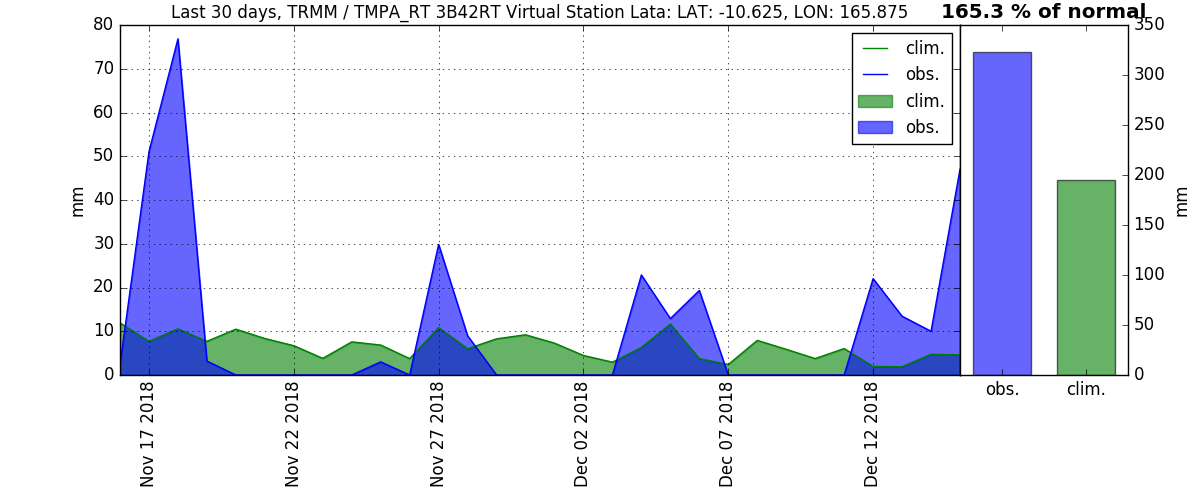 Last 30 days, TRMM / TMPA_RT 3B42RT Virtual Station Lata: LAT: -10.625, LON: 165.875
165.3 % of normal
80
70
60
50
40
30
20
10
0
mm
clim.
obs.
clim.
obs.
Nov 17 2018
Nov 22 2018
Nov 27 2018
Dec 02 2018
Dec 07 2018
Dec 12 2018
350
300
250
200
150
100
50
0
mm
obs.
clim.